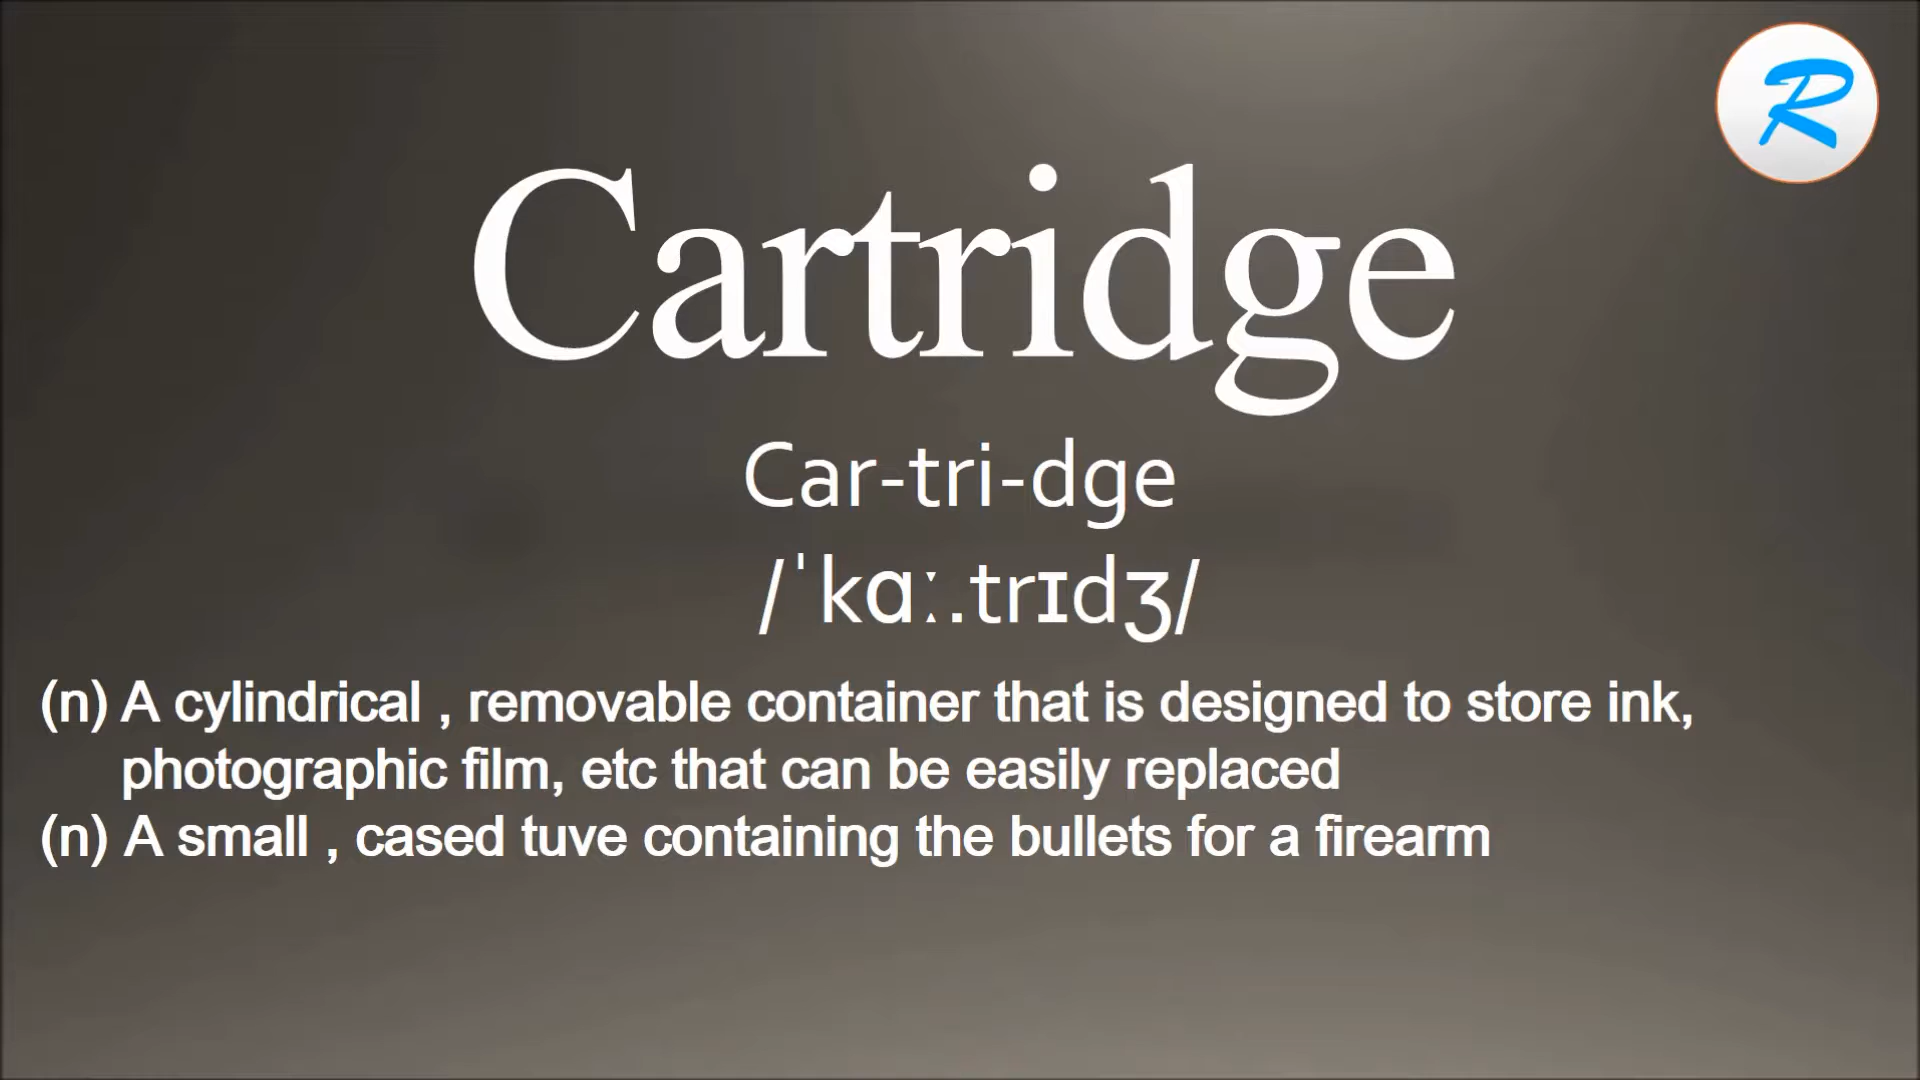 R
Cartridge
Car-tri-dge
/ˈkɑː.trɪdʒ/
(n) A cylindrical , removable container that is designed to store ink,
photographic film, etc that can be easily replaced
(n) A small , cased tuve containing the bullets for a firearm